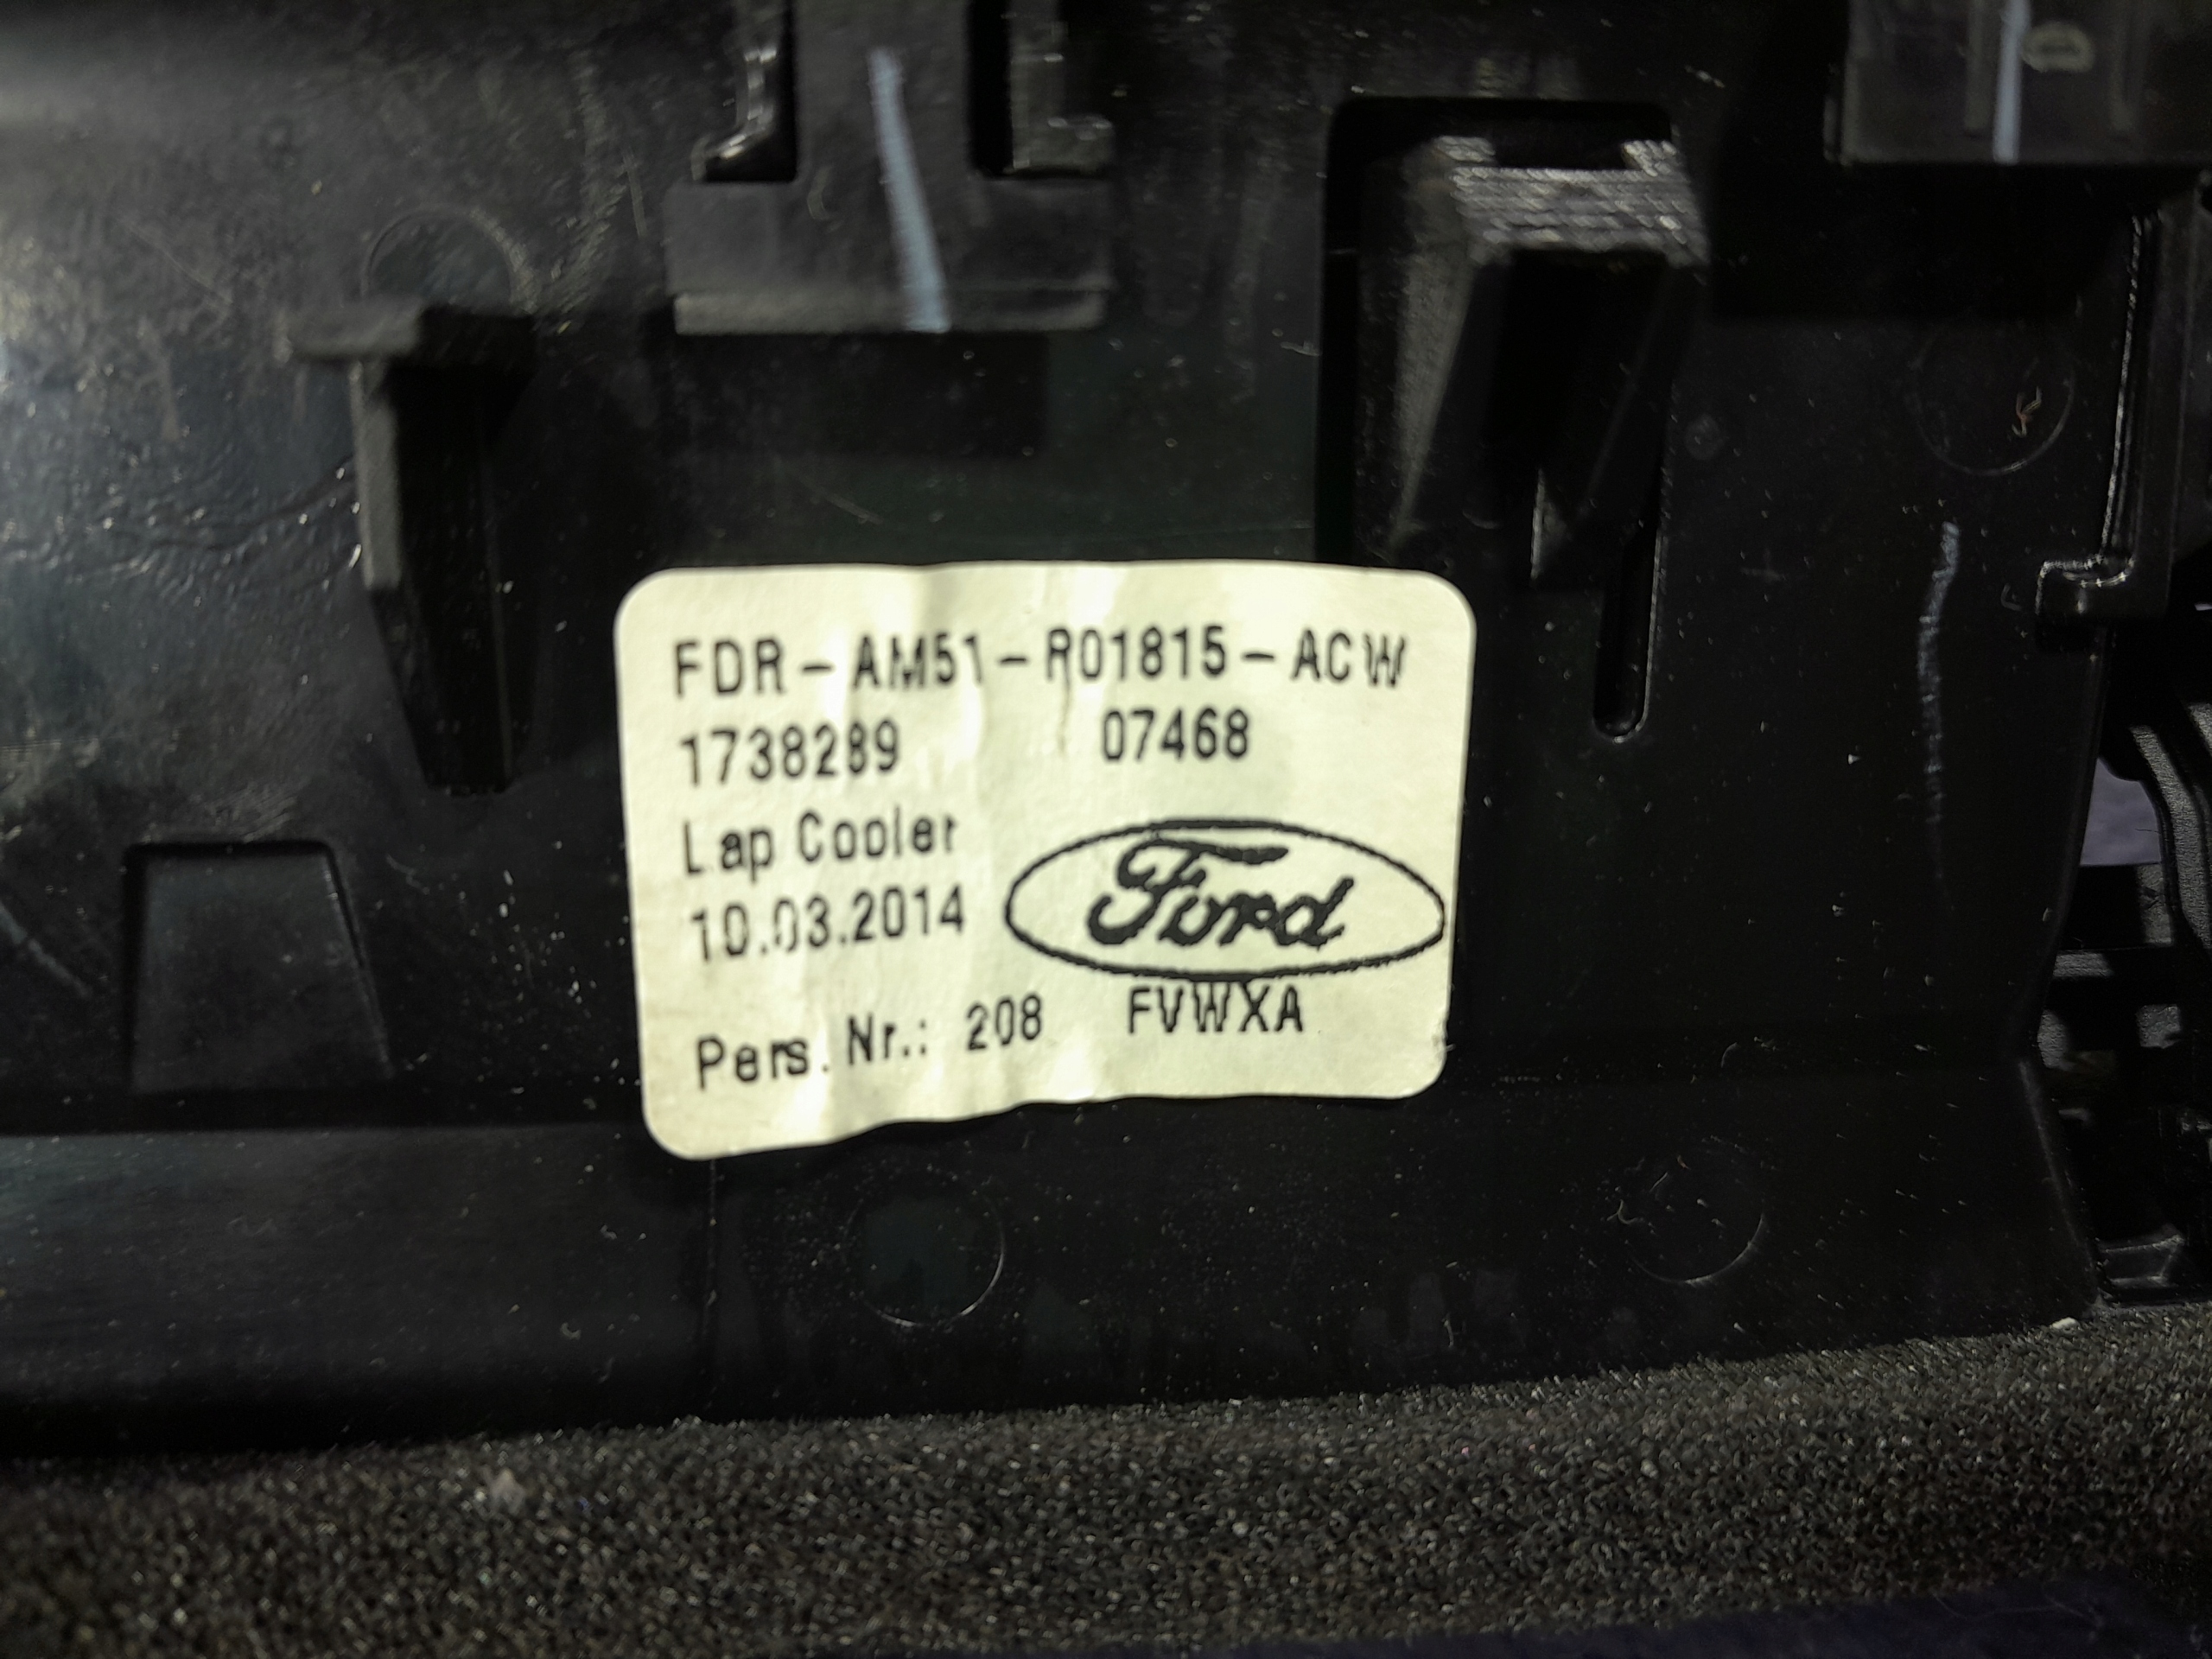 FDR-AM51-R01815-ACW
1738289 07468
Lap Cooler
10.03.2014
Ford
Pers. Nr.: 208 FVWXA